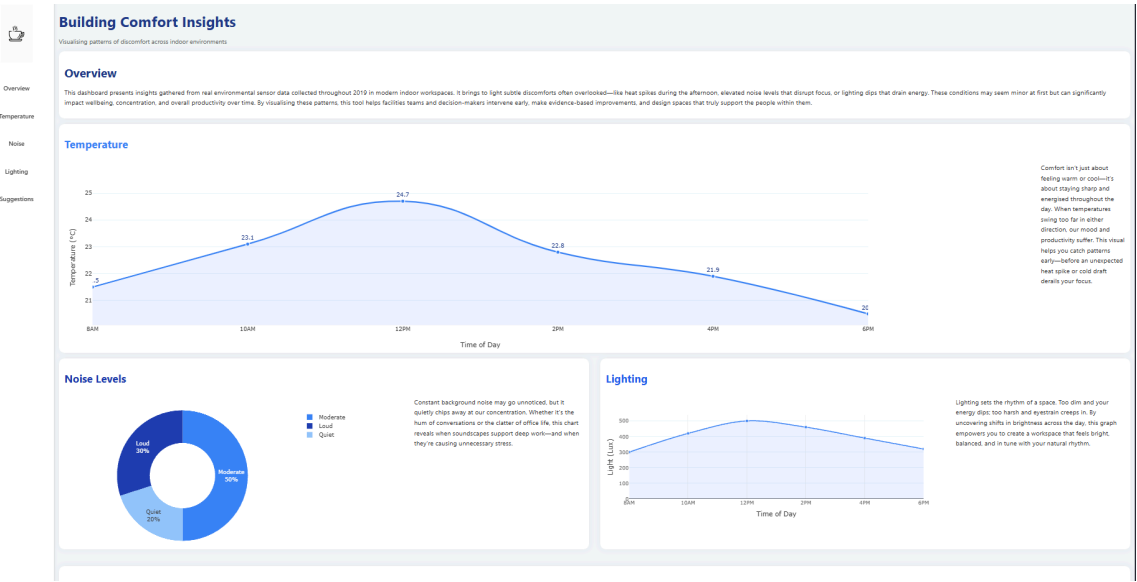 Building Comfort Insights
Visualising patterns of discomfort across indoor environments
Overview
Temperature
Noise
Lighting
Suggestions
Overview
This dashboard presents insights gathered from real environmental sensor data collected throughout 2019 in modern indoor workspaces. It brings to light subtle discomforts often overlooked—like heat spikes during the afternoon, elevated noise levels that disrupt focus, or lighting dips that drain energy. These conditions may seem minor at first but can significantly
impact wellbeing, concentration, and overall productivity over time. By visualising these patterns, this tool helps facilities teams and decision-makers intervene early, make evidence-based improvements, and design spaces that truly support the people within them.
Temperature
25
24
23
22
21
Temperature (°C)
.5
23.1
24.7
22.8
21.9
20
8AM
10AM
12PM
2PM
4PM
6PM
Time of Day
Comfort isn't just about
feeling warm or cool—it's
about staying sharp and
energised throughout the
day. When temperatures
swing too far in either
direction, our mood and
productivity suffer. This visual
helps you catch patterns
early—before an unexpected
heat spike or cold draft
derails your focus.
Noise Levels
Loud
30%
Moderate
50%
Quiet
20%
Moderate
Loud
Quiet
Constant background noise may go unnoticed, but it
quietly chips away at our concentration. Whether it's the
hum of conversations or the clatter of office life, this chart
reveals when soundscapes support deep work—and when
they're causing unnecessary stress.
Lighting
500
400
300
200
100
0
Light (Lux)
8AM
10AM
12PM
2PM
4PM
6PM
Time of Day
Lighting sets the rhythm of a space. Too dim and your
energy dips; too harsh and eyestrain creeps in. By
uncovering shifts in brightness across the day, this graph
empowers you to create a workspace that feels bright,
balanced, and in tune with your natural rhythm.